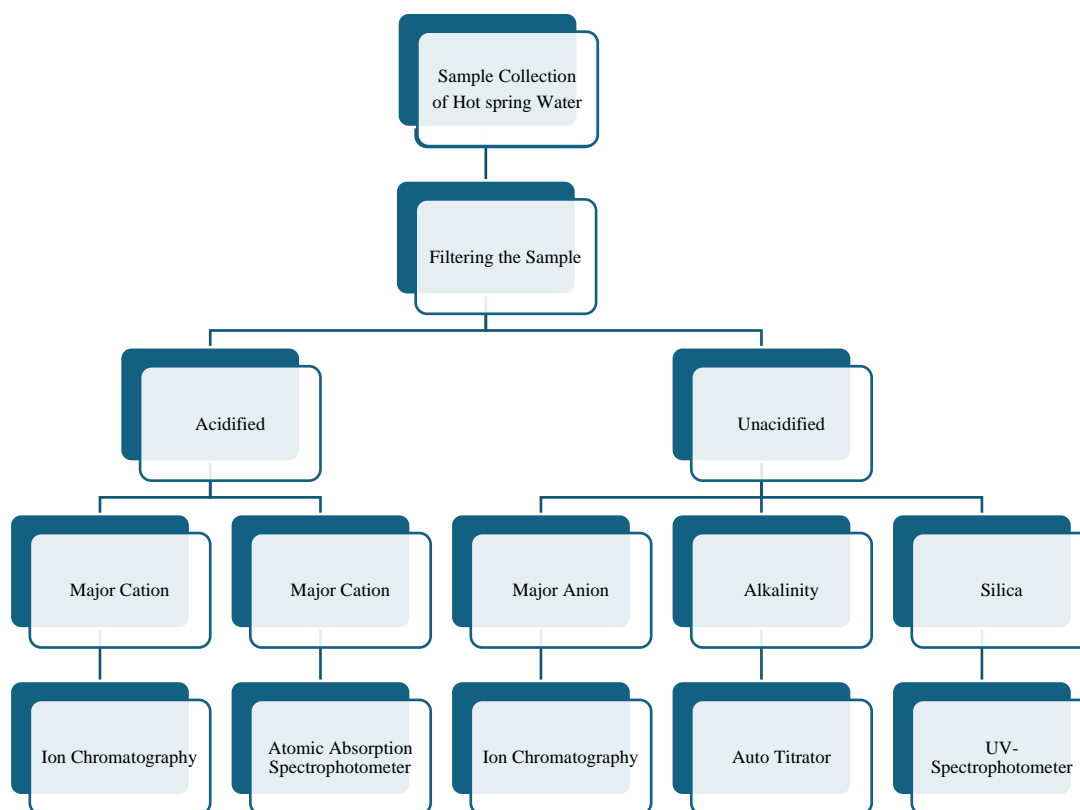 Sample Collection
of Hot spring Water
Filtering the Sample
Acidified
Unacidified
Major Cation
Major Cation
Major Anion
Alkalinity
Silica
Ion Chromatography
Atomic Absorption
Spectrophotometer
Ion Chromatography
Auto Titrator
UV-
Spectrophotometer